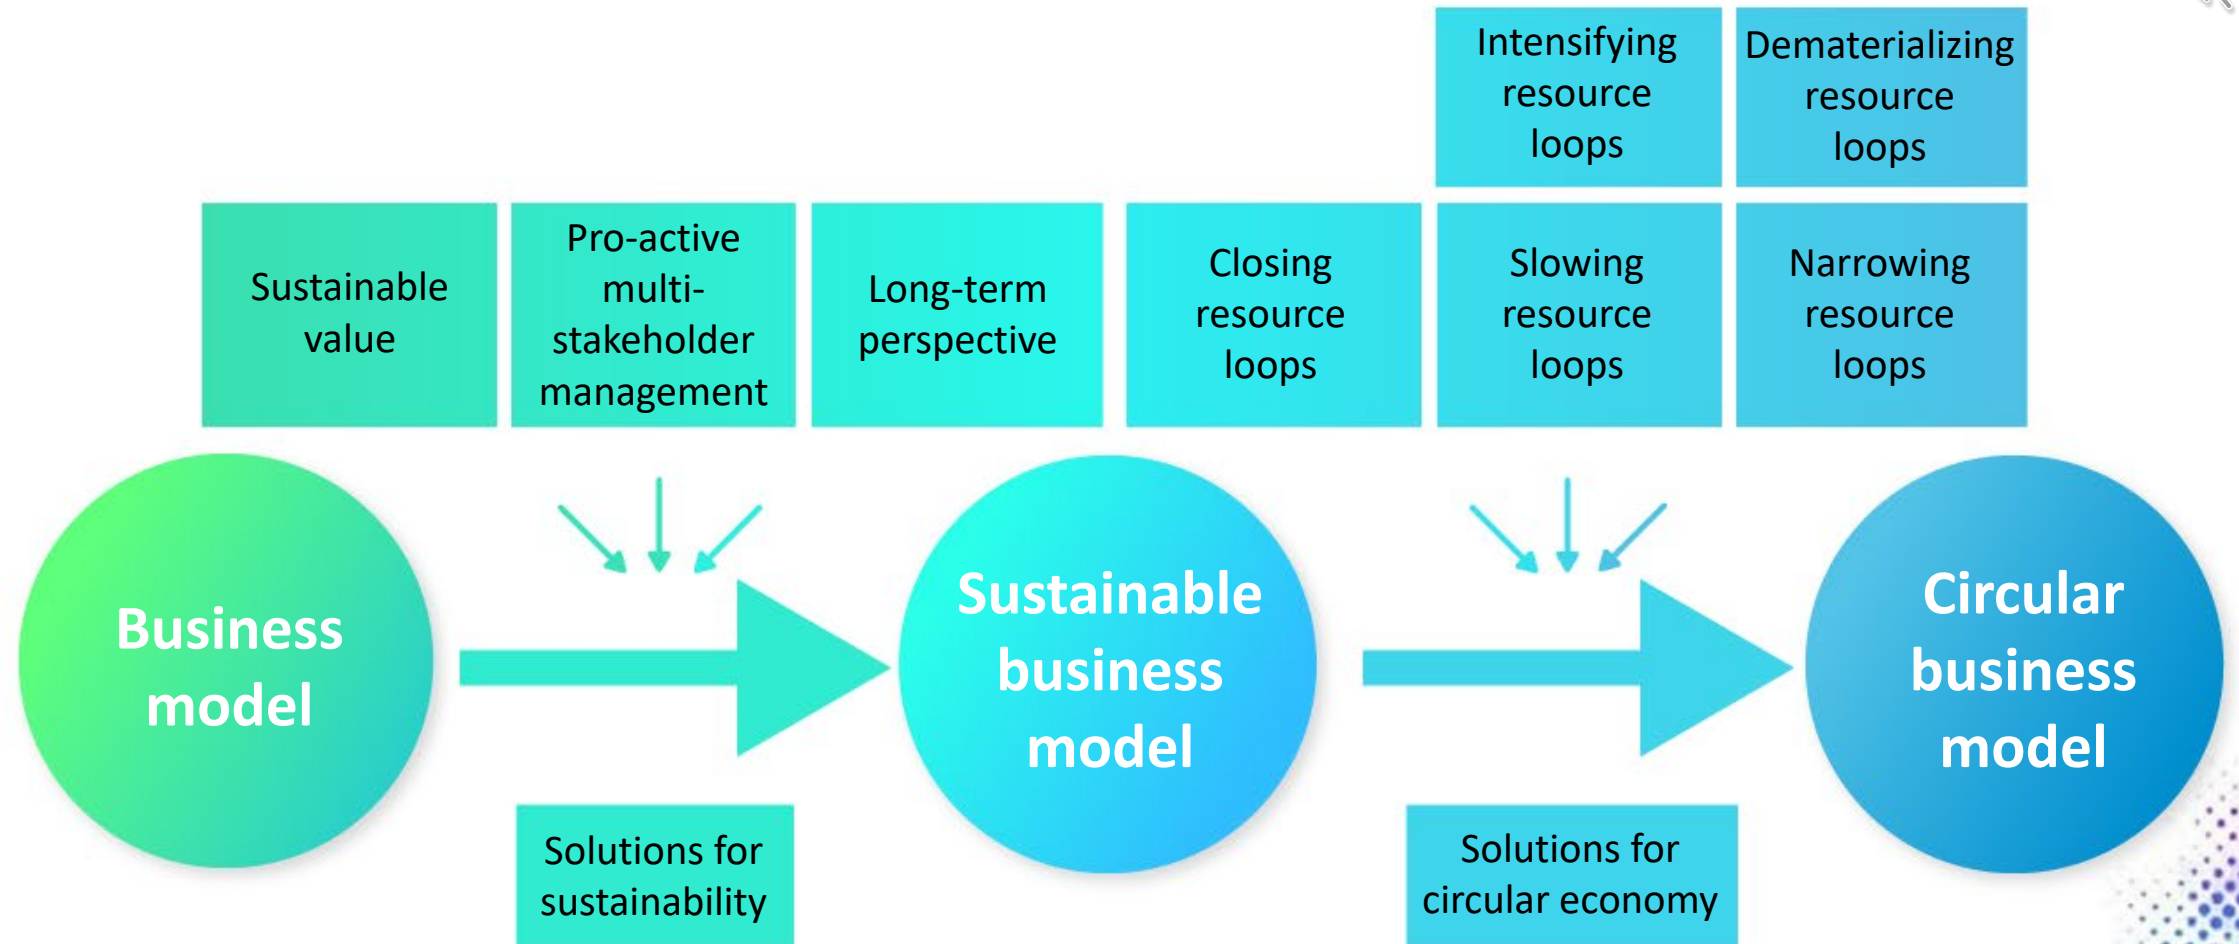 Intensifying
resource
loops
Dematerializing
resource
loops
Sustainable
value
Pro-active
multi-
stakeholder
management
Long-term
perspective
Closing
resource
loops
Slowing
resource
loops
Narrowing
resource
loops
Business
model
Sustainable
business
model
Circular
business
model
Solutions for
sustainability
Solutions for
circular economy